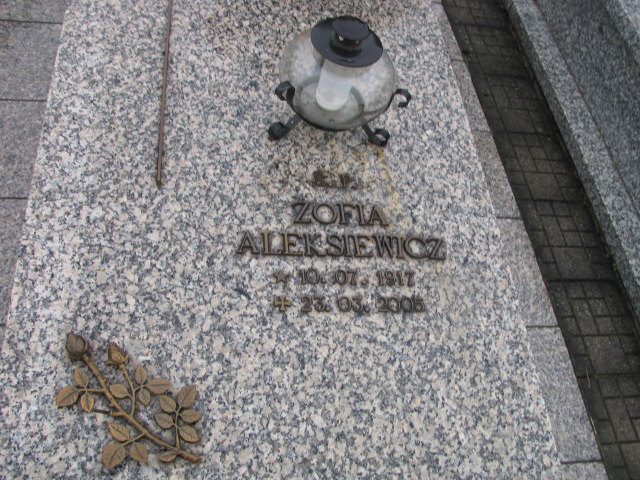 Ś.P.
ZOFIA
ALEKSIEWICZ
10.07.1917
23.03.2005